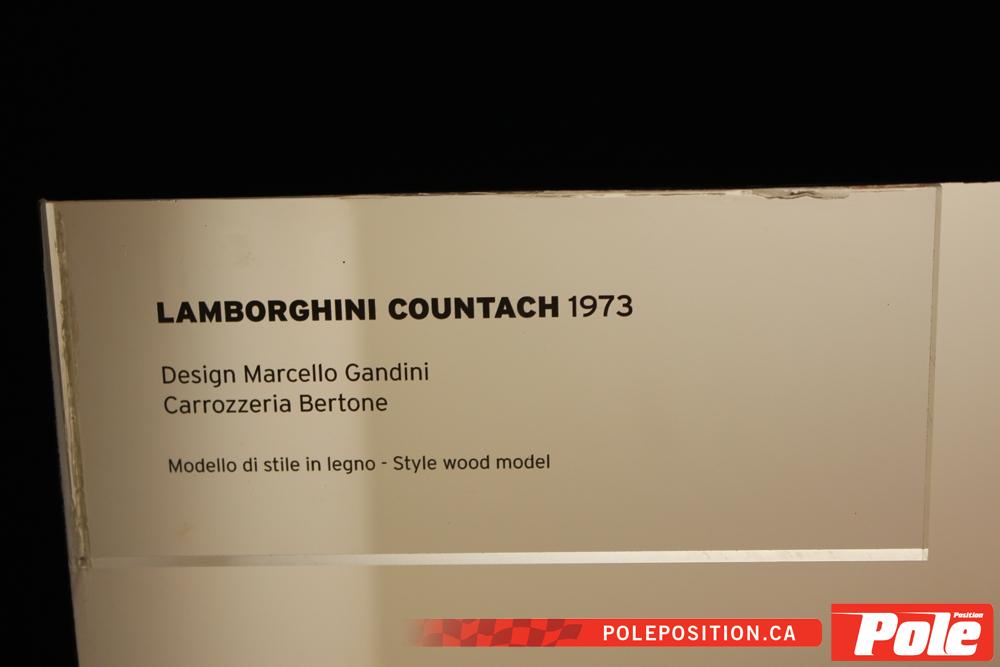 LAMBORGHINI COUNTACH 1973
Design Marcello Gandini
Carrozzeria Bertone
Modello di stile in legno - Style wood model
POLEPOSITION.CA
Position
Pole